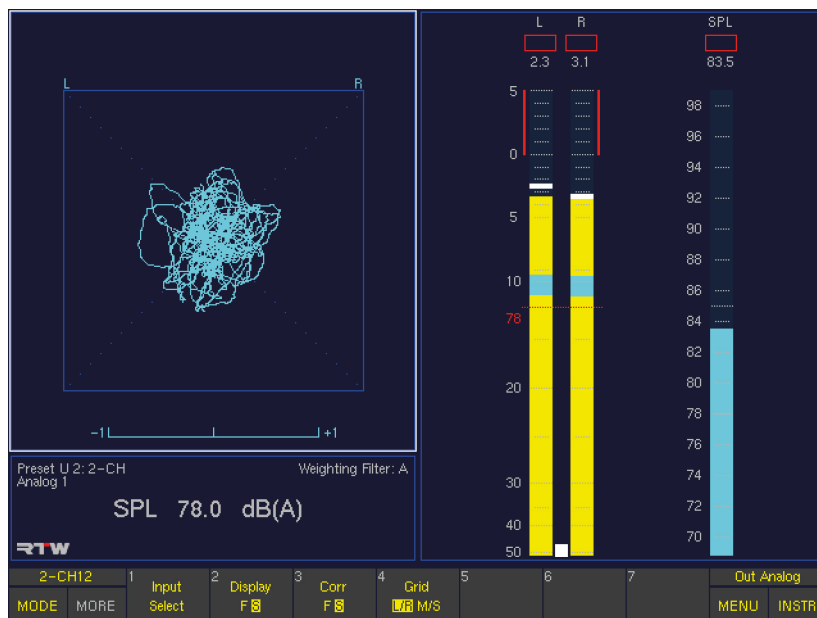 L R
−1 +1
Preset U 2: 2-CH Weighting Filter: A
Analog 1
SPL 78.0 dB(A)
RTW
L R SPL
2.3 3.1 83.5
5
0
5
10
78
20
30
40
50
98
96
94
92
90
88
86
84
82
80
78
76
74
72
70
2-CH12 1 Input 2 Display 3 Corr 4 Grid 5 6 7 Out Analog
MODE MORE Select F S F S L/R M/S MENU INSTR